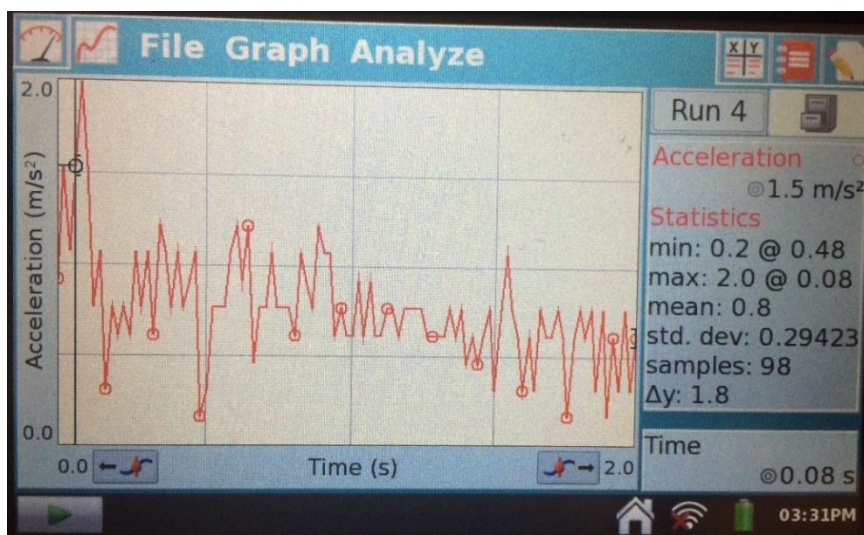 File Graph Analyze
X Y
2.0
Acceleration (m/s²)
0.0
0.0
Time (s)
2.0
Run 4
Acceleration
1.5 m/s²
Statistics
min: 0.2 @ 0.48
max: 2.0 @ 0.08
mean: 0.8
std. dev: 0.29423
samples: 98
Δy: 1.8
Time
0.08 s
03:31PM